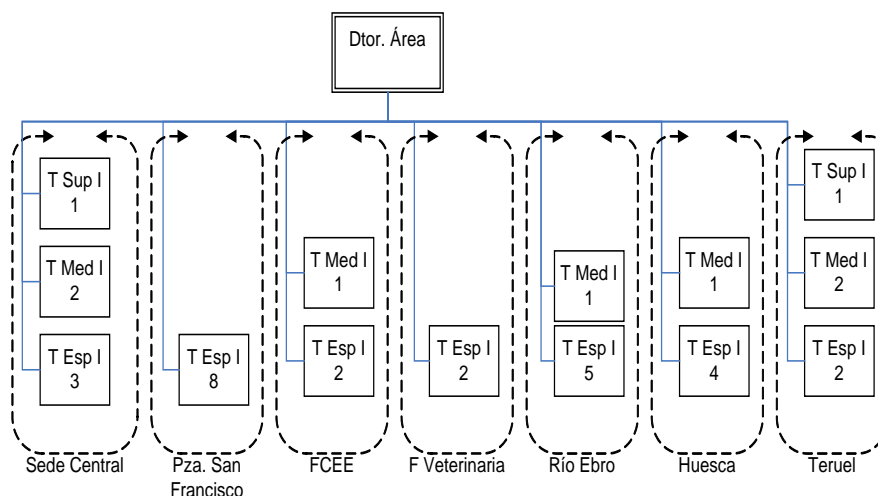 Dtor. Área
T Sup I
1
T Med I
2
T Esp I
3
Sede Central
T Esp I
8
Pza. San
Francisco
T Med I
1
T Esp I
2
FCEE
T Esp I
2
F Veterinaria
T Med I
1
T Esp I
5
Río Ebro
T Med I
1
T Esp I
4
Huesca
T Sup I
1
T Med I
2
T Esp I
2
Teruel